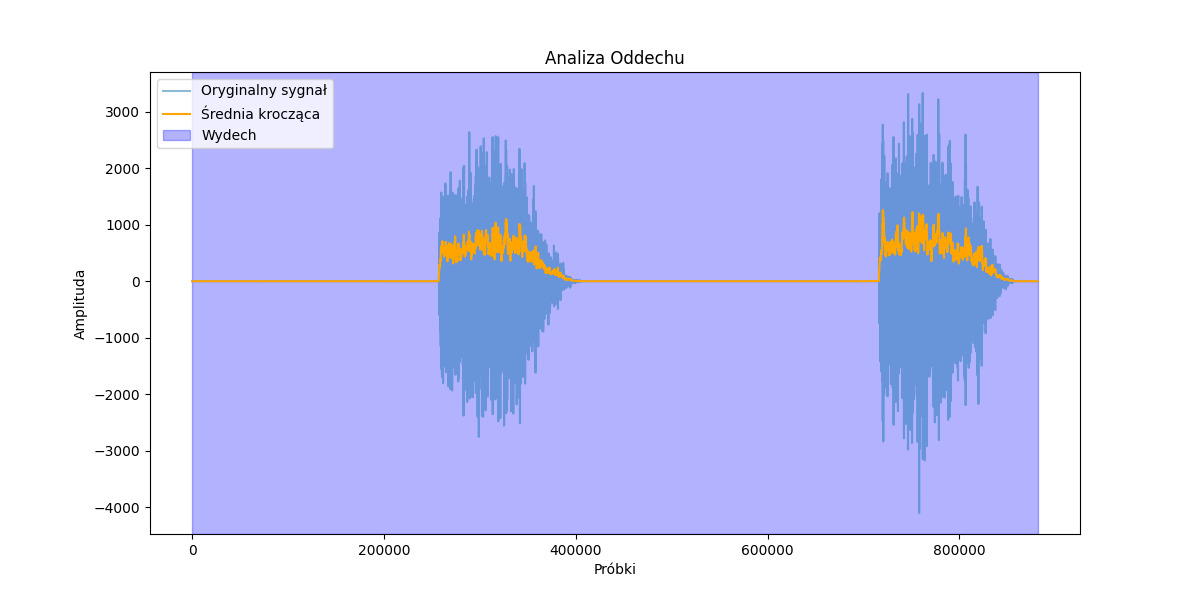 Analiza Oddechu
Oryginalny sygnał
Średnia krocząca
Wydech
Amplituda
3000
2000
1000
0
−1000
−2000
−3000
−4000
0
200000
400000
600000
800000
Próbki